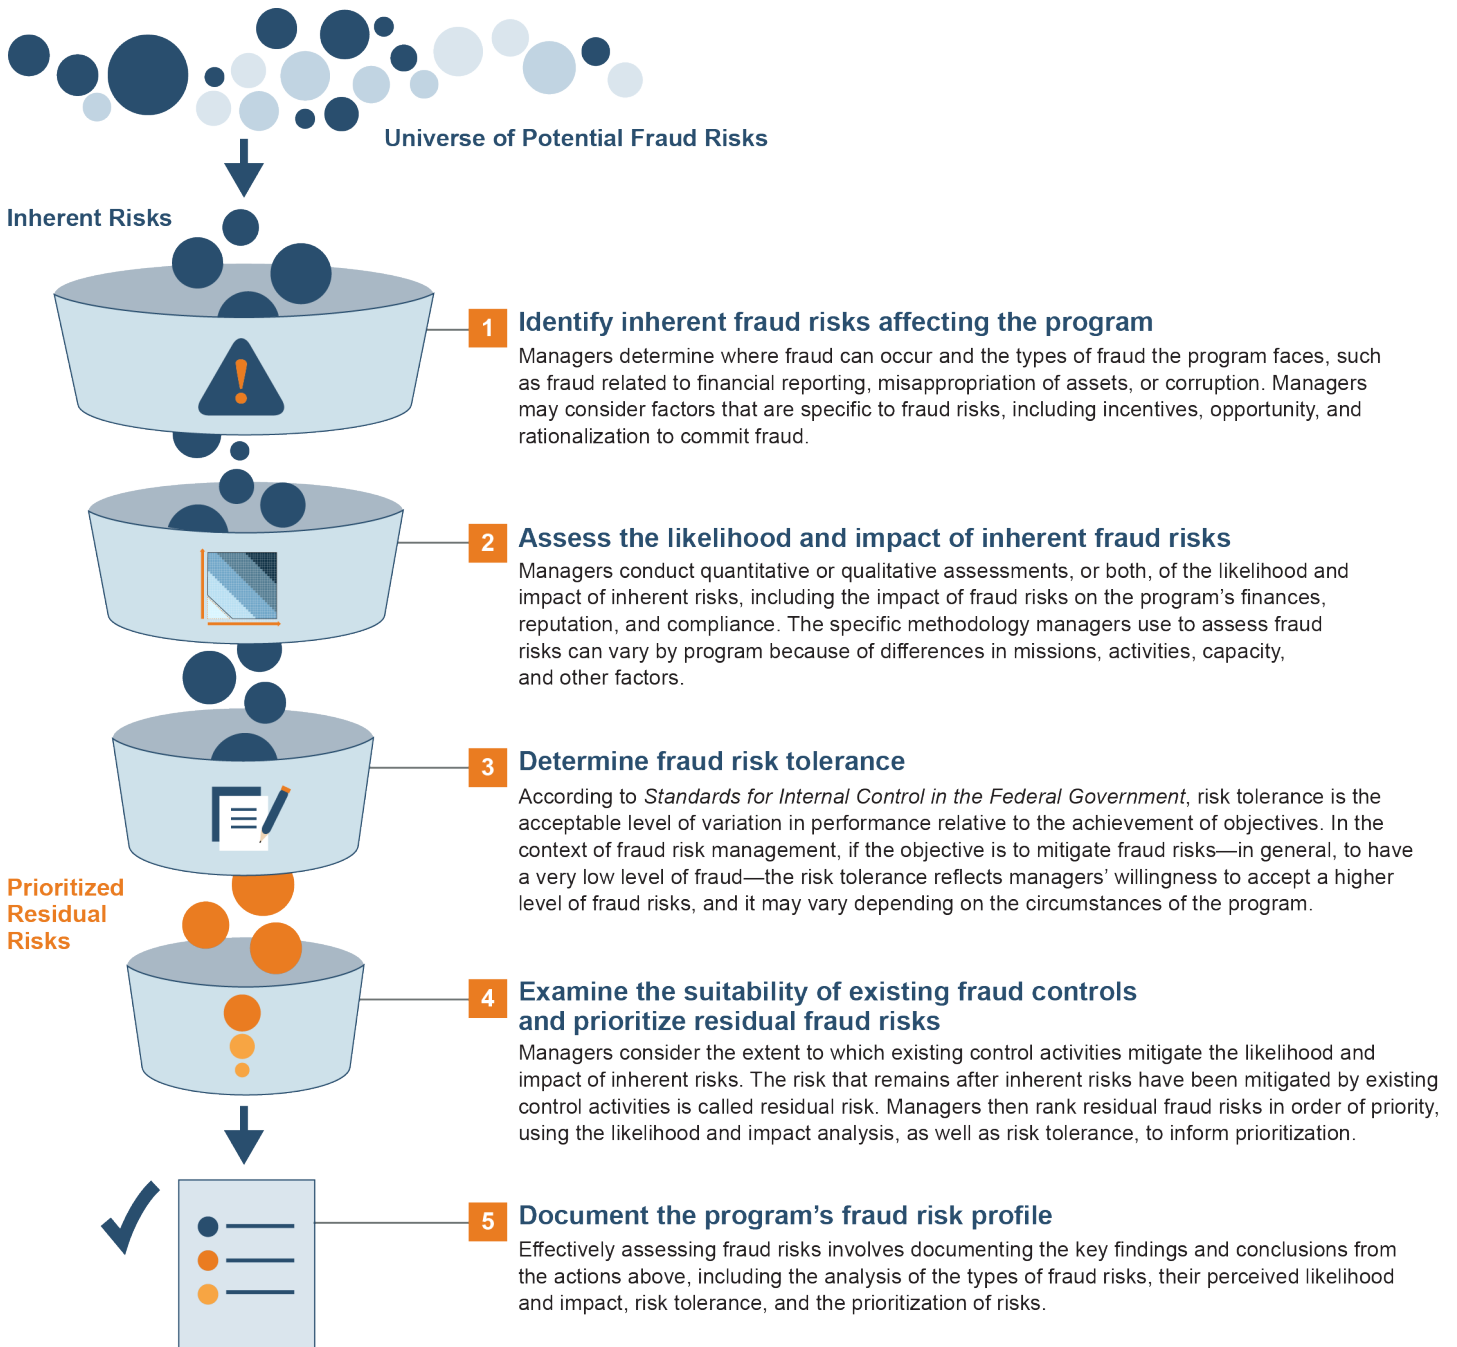 Universe of Potential Fraud Risks
Inherent Risks
1 Identify inherent fraud risks affecting the program
Managers determine where fraud can occur and the types of fraud the program faces, such
as fraud related to financial reporting, misappropriation of assets, or corruption. Managers
may consider factors that are specific to fraud risks, including incentives, opportunity, and
rationalization to commit fraud.
2 Assess the likelihood and impact of inherent fraud risks
Managers conduct quantitative or qualitative assessments, or both, of the likelihood and
impact of inherent risks, including the impact of fraud risks on the program's finances,
reputation, and compliance. The specific methodology managers use to assess fraud
risks can vary by program because of differences in missions, activities, capacity,
and other factors.
3 Determine fraud risk tolerance
According to Standards for Internal Control in the Federal Government, risk tolerance is the
acceptable level of variation in performance relative to the achievement of objectives. In the
context of fraud risk management, if the objective is to mitigate fraud risks—in general, to have
a very low level of fraud—the risk tolerance reflects managers' willingness to accept a higher
level of fraud risks, and it may vary depending on the circumstances of the program.
Prioritized
Residual
Risks
4 Examine the suitability of existing fraud controls
and prioritize residual fraud risks
Managers consider the extent to which existing control activities mitigate the likelihood and
impact of inherent risks. The risk that remains after inherent risks have been mitigated by existing
control activities is called residual risk. Managers then rank residual fraud risks in order of priority,
using the likelihood and impact analysis, as well as risk tolerance, to inform prioritization.
5 Document the program's fraud risk profile
Effectively assessing fraud risks involves documenting the key findings and conclusions from
the actions above, including the analysis of the types of fraud risks, their perceived likelihood
and impact, risk tolerance, and the prioritization of risks.